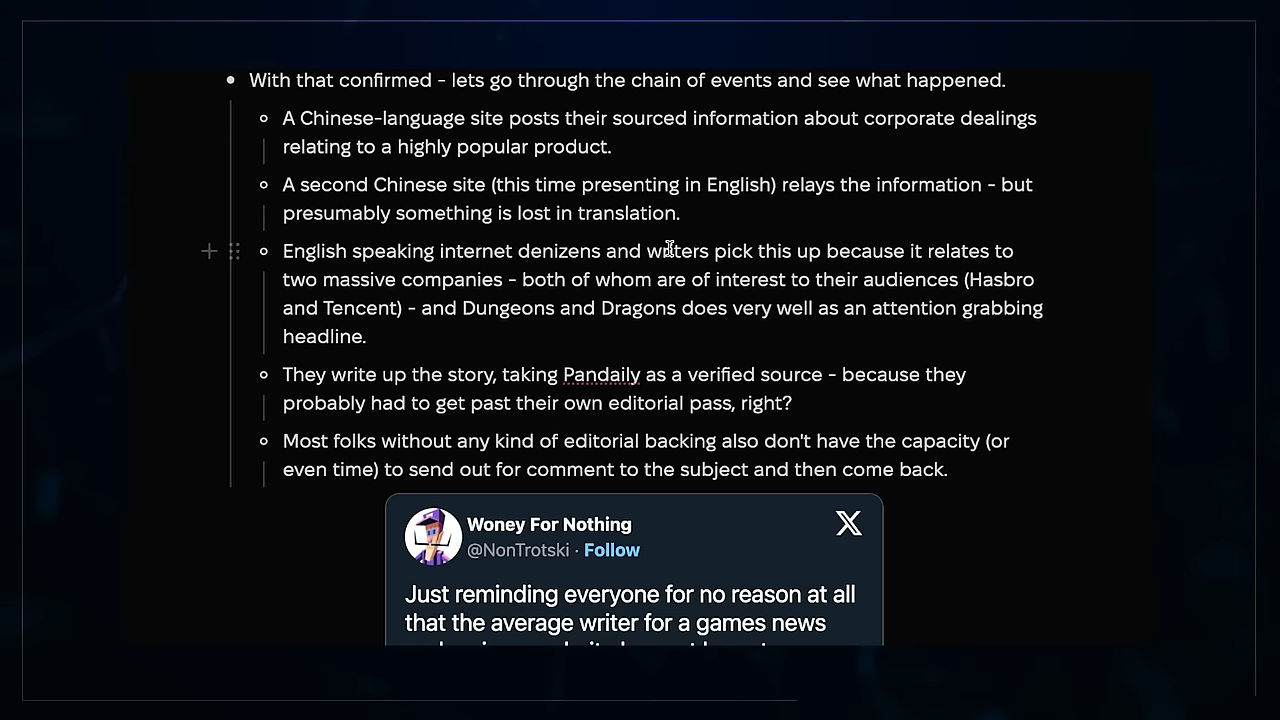 With that confirmed - lets go through the chain of events and see what happened.
A Chinese-language site posts their sourced information about corporate dealings
relating to a highly popular product.
A second Chinese site (this time presenting in English) relays the information - but
presumably something is lost in translation.
English speaking internet denizens and writers pick this up because it relates to
two massive companies - both of whom are of interest to their audiences (Hasbro
and Tencent) - and Dungeons and Dragons does very well as an attention grabbing
headline.
They write up the story, taking Pandaily as a verified source - because they
probably had to get past their own editorial pass, right?
Most folks without any kind of editorial backing also don't have the capacity (or
even time) to send out for comment to the subject and then come back.
Woney For Nothing
@NonTrotski · Follow
Just reminding everyone for no reason at all
that the average writer for a games news